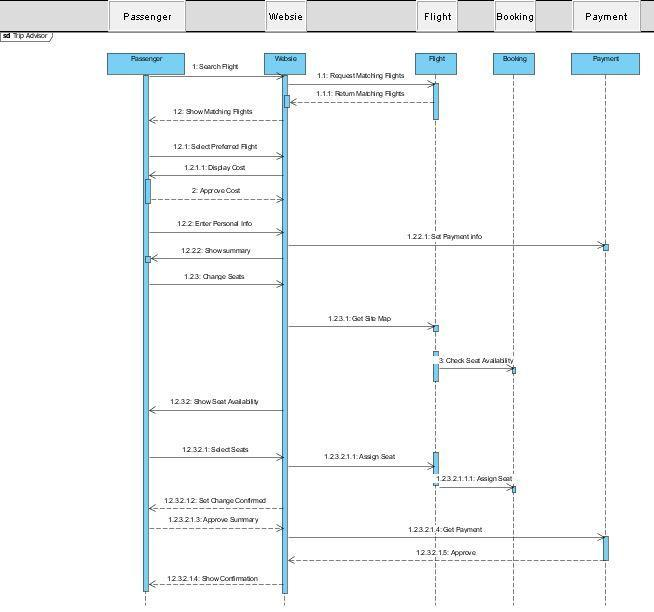 Passenger Websie Flight Booking Payment
sd Trip Advisor
Passenger Websie Flight Booking Payment
1: Search Flight
1.1: Request Matching Flights
1.1.1: Return Matching Flights
1.2: Show Matching Flights
1.2.1: Select Preferred Flight
1.2.1.1: Display Cost
2: Approve Cost
1.2.2: Enter Personal Info
1.2.2.1: Set Payment info
1.2.2.2: Show summary
1.2.3: Change Seats
1.2.3.1: Get Site Map
3: Check Seat Availability
1.2.3.2: Show Seat Availability
1.2.3.2.1: Select Seats
1.2.3.2.1.1: Assign Seat
1.2.3.2.1.1.1: Assign Seat
1.2.3.2.1.2: Set Change Confirmed
1.2.3.2.1.3: Approve Summary
1.2.3.2.1.4: Get Payment
1.2.3.2.1.5: Approve
1.2.3.2.1.4: Show Confirmation